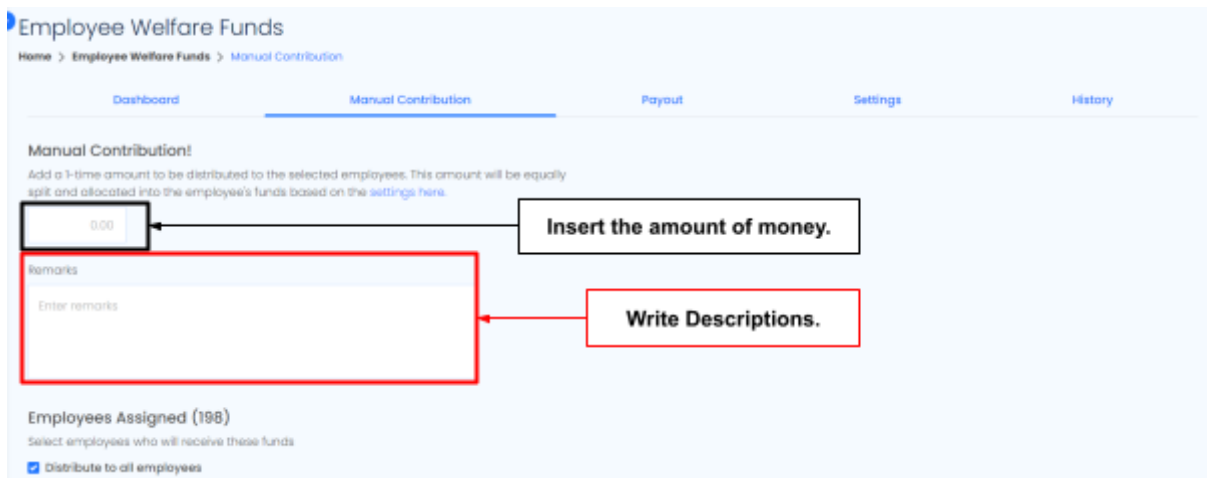 Employee Welfare Funds
Home > Employee Welfare Funds > Manual Contribution
Dashboard Manual Contribution Payout Settings History
Manual Contribution!
Add a 1-time amount to be distributed to the selected employees. This amount will be equally
split and allocated into the employee's funds based on the settings here.
0.00
Insert the amount of money.
Remarks
Enter remarks
Write Descriptions.
Employees Assigned (198)
Select employees who will receive these funds
Distribute to all employees